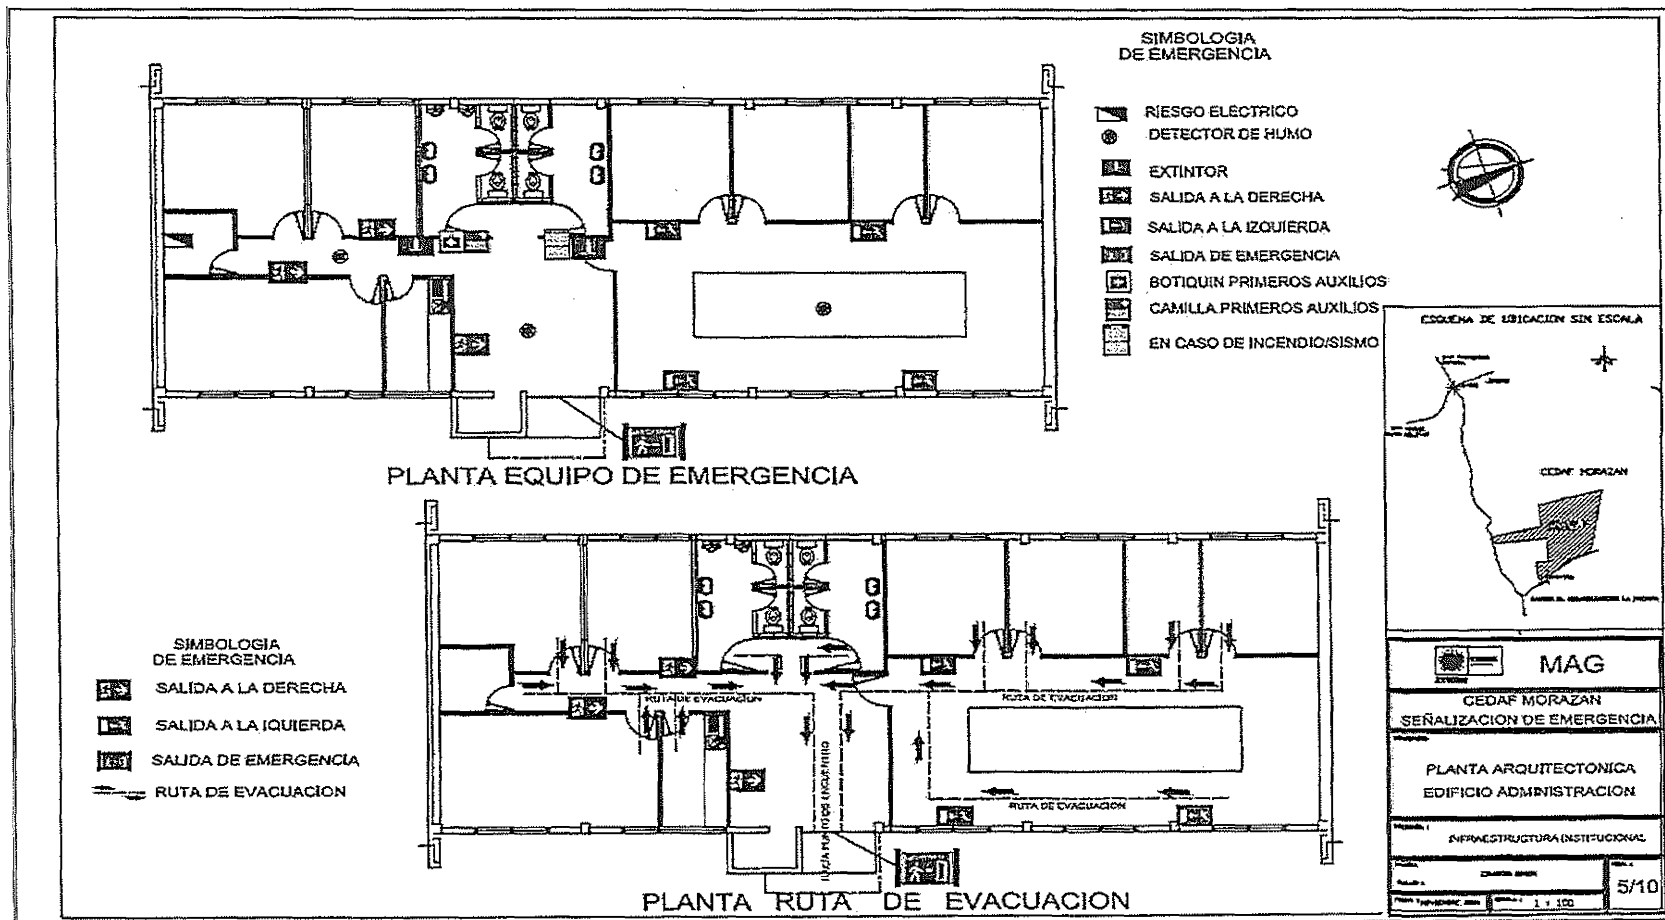 SIMBOLOGIA
DE EMERGENCIA
RIESGO ELECTRICO
DETECTOR DE HUMO
EXTINTOR
SALIDA A LA DERECHA
SALIDA A LA IZQUIERDA
SALIDA DE EMERGENCIA
BOTIQUIN PRIMEROS AUXILIOS
CAMILLA PRIMEROS AUXILIOS
EN CASO DE INCENDIO/SISMO
PLANTA EQUIPO DE EMERGENCIA
ESQUEMA DE UBICACION SIN ESCALA
CEDAF MORAZAN
SIMBOLOGIA
DE EMERGENCIA
SALIDA A LA DERECHA
SALIDA A LA IQUIERDA
SALIDA DE EMERGENCIA
RUTA DE EVACUACION
RUTA DE EVACUACION
RUTA DE EVACUACION
RUTA DE EVACUACION
HACIA PUNTO DE ENCUENTRO
PLANTA RUTA DE EVACUACION
MAG
CEDAF MORAZAN
SEÑALIZACION DE EMERGENCIA
PLANTA ARQUITECTONICA
EDIFICIO ADMINISTRACION
INFRAESTRUCTURA INSTITUCIONAL
5/10
1 : 100